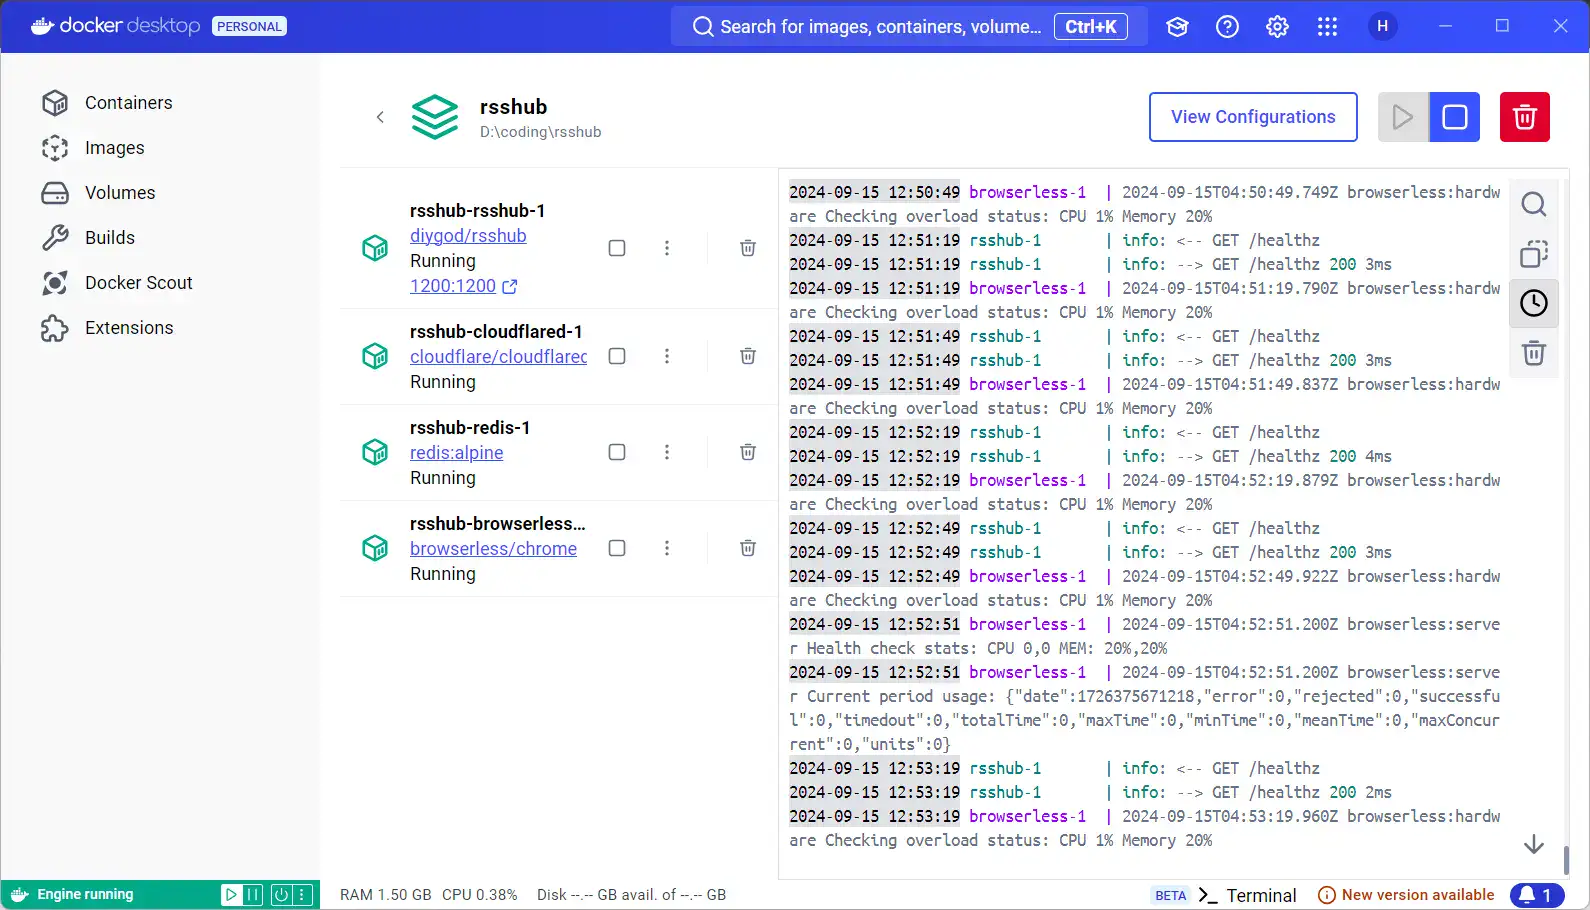 docker desktop PERSONAL
Search for images, containers, volume... Ctrl+K
H
Containers
Images
Volumes
Builds
Docker Scout
Extensions
rsshub
D:\coding\rsshub
View Configurations
rsshub-rsshub-1
diygod/rsshub
Running
1200:1200
rsshub-cloudflared-1
cloudflare/cloudflared
Running
rsshub-redis-1
redis:alpine
Running
rsshub-browserless...
browserless/chrome
Running
2024-09-15 12:50:49 browserless-1 | 2024-09-15T04:50:49.749Z browserless:hardw
are Checking overload status: CPU 1% Memory 20%
2024-09-15 12:51:19 rsshub-1 | info: <-- GET /healthz
2024-09-15 12:51:19 rsshub-1 | info: --> GET /healthz 200 3ms
2024-09-15 12:51:19 browserless-1 | 2024-09-15T04:51:19.790Z browserless:hardw
are Checking overload status: CPU 1% Memory 20%
2024-09-15 12:51:49 rsshub-1 | info: <-- GET /healthz
2024-09-15 12:51:49 rsshub-1 | info: --> GET /healthz 200 3ms
2024-09-15 12:51:49 browserless-1 | 2024-09-15T04:51:49.837Z browserless:hardw
are Checking overload status: CPU 1% Memory 20%
2024-09-15 12:52:19 rsshub-1 | info: <-- GET /healthz
2024-09-15 12:52:19 rsshub-1 | info: --> GET /healthz 200 4ms
2024-09-15 12:52:19 browserless-1 | 2024-09-15T04:52:19.879Z browserless:hardw
are Checking overload status: CPU 1% Memory 20%
2024-09-15 12:52:49 rsshub-1 | info: <-- GET /healthz
2024-09-15 12:52:49 rsshub-1 | info: --> GET /healthz 200 3ms
2024-09-15 12:52:49 browserless-1 | 2024-09-15T04:52:49.922Z browserless:hardw
are Checking overload status: CPU 1% Memory 20%
2024-09-15 12:52:51 browserless-1 | 2024-09-15T04:52:51.200Z browserless:serve
r Health check stats: CPU 0,0 MEM: 20%,20%
2024-09-15 12:52:51 browserless-1 | 2024-09-15T04:52:51.200Z browserless:serve
r Current period usage: {"date":1726375671218,"error":0,"rejected":0,"successfu
l":0,"timedout":0,"totalTime":0,"maxTime":0,"minTime":0,"meanTime":0,"maxConcur
rent":0,"units":0}
2024-09-15 12:53:19 rsshub-1 | info: <-- GET /healthz
2024-09-15 12:53:19 rsshub-1 | info: --> GET /healthz 200 2ms
2024-09-15 12:53:19 browserless-1 | 2024-09-15T04:53:19.960Z browserless:hardw
are Checking overload status: CPU 1% Memory 20%
Engine running
RAM 1.50 GB CPU 0.38% Disk --.-- GB avail. of --.-- GB
BETA >_ Terminal
New version available
1